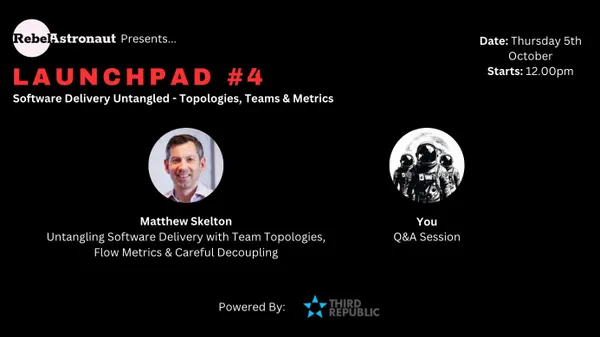 RebelAstronaut Presents...
Date: Thursday 5th
October
Starts: 12.00pm
LAUNCHPAD #4
Software Delivery Untangled - Topologies, Teams & Metrics
Matthew Skelton
Untangling Software Delivery with Team Topologies,
Flow Metrics & Careful Decoupling
You
Q&A Session
Powered By:
THIRD
REPUBLIC